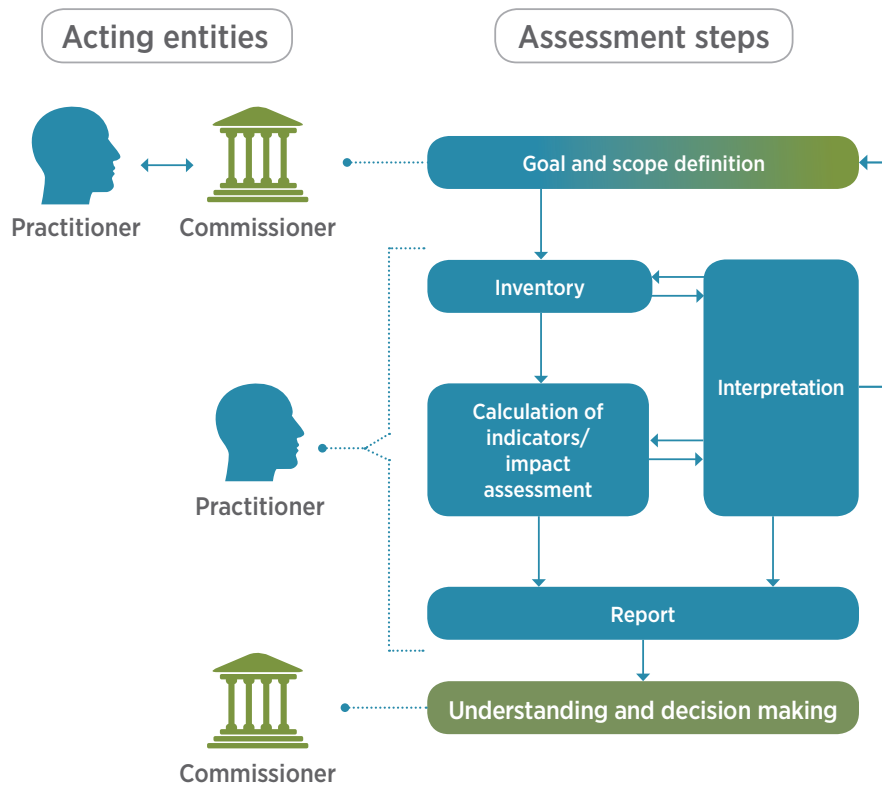 Acting entities
Assessment steps
Practitioner
Commissioner
Goal and scope definition
Inventory
Interpretation
Calculation of
indicators/
impact
assessment
Practitioner
Report
Understanding and decision making
Commissioner